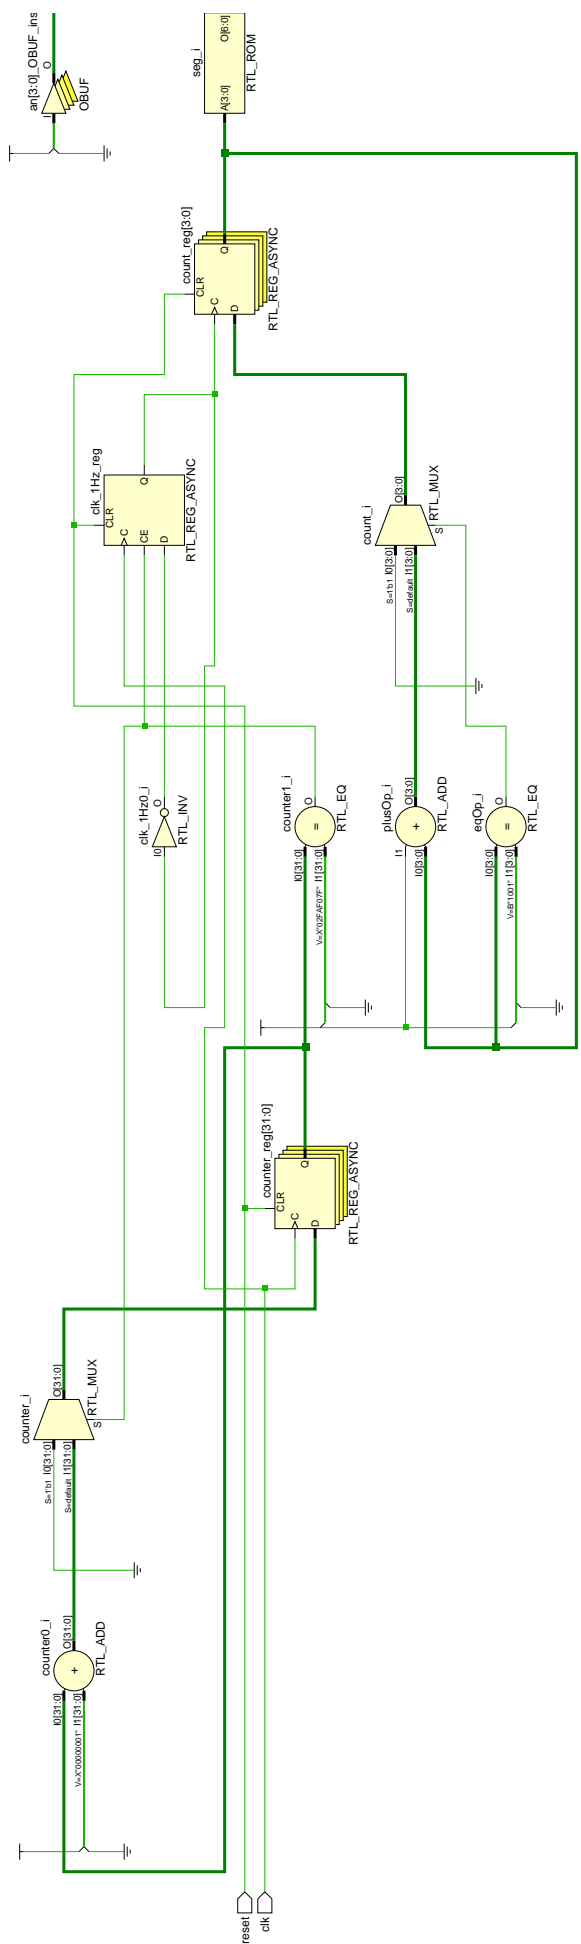 reset
clk
counter0_i
I0[31:0]
V=X"00000001" I1[31:0]
+
O[31:0]
RTL_ADD
counter_i
S=1'b1 I0[31:0]
S=default I1[31:0]
S
O[31:0]
RTL_MUX
counter_reg[31:0]
CLR
C
D
Q
RTL_REG_ASYNC
counter1_i
I0[31:0]
V=X"02FAF07F" I1[31:0]
=
O
RTL_EQ
clk_1Hz0_i
I0
O
RTL_INV
plusOp_i
I1
I0[3:0]
+
O[3:0]
RTL_ADD
eqOp_i
I0[3:0]
V=B"1001" I1[3:0]
=
O
RTL_EQ
clk_1Hz_reg
CLR
C
CE
D
Q
RTL_REG_ASYNC
count_i
S=1'b1 I0[3:0]
S=default I1[3:0]
S
O[3:0]
RTL_MUX
count_reg[3:0]
CLR
C
D
Q
RTL_REG_ASYNC
an[3:0]_OBUF_ins
I
O
OBUF
seg_i
A[3:0]
O[6:0]
RTL_ROM